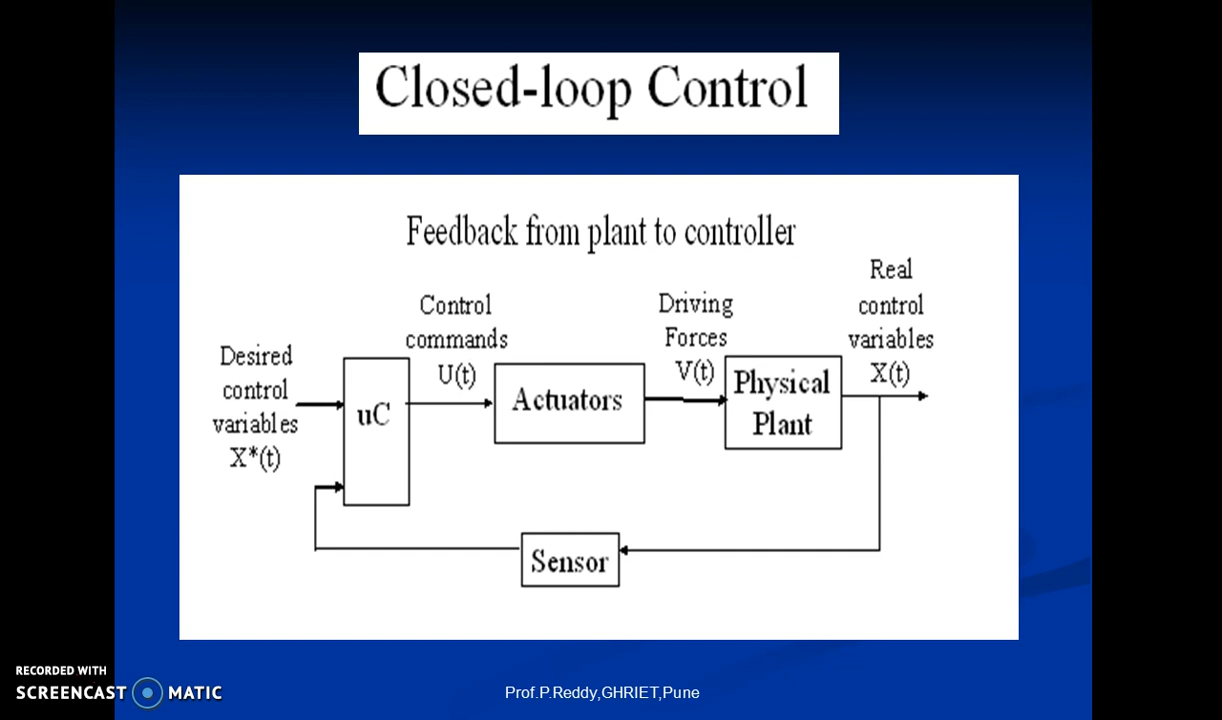 Closed-loop Control
Feedback from plant to controller
Desired
control
variables
X*(t)
uC
Control
commands
U(t)
Actuators
Driving
Forces
V(t)
Physical
Plant
Real
control
variables
X(t)
Sensor
RECORDED WITH
SCREENCAST MATIC
Prof.P.Reddy,GHRIET,Pune